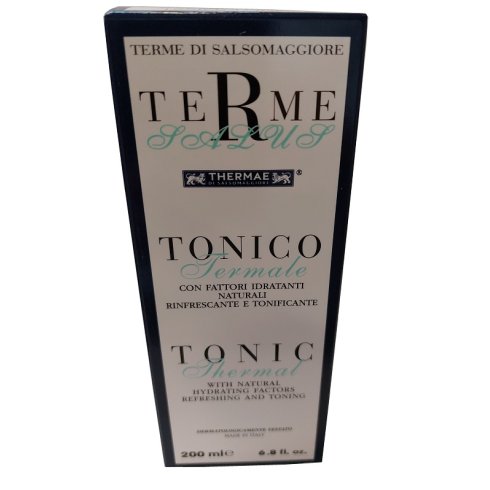 TERME DI SALSOMAGGIORE
TERME
SALUS
THERMAE ®
DI SALSOMAGGIORE
TONICO
Termale
CON FATTORI IDRATANTI
NATURALI
RINFRESCANTE E TONIFICANTE
TONIC
Thermal
WITH NATURAL
HYDRATING FACTORS
REFRESHING AND TONING
DERMATOLOGICAMENTE TESTATO
MADE IN ITALY
200 ml e 6.8 fl. oz.